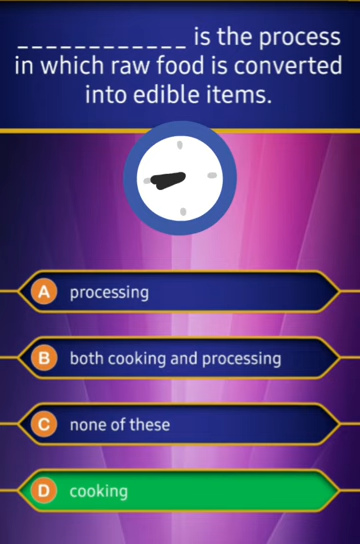 ____________ is the process
in which raw food is converted
into edible items.
A processing
B both cooking and processing
C none of these
D cooking